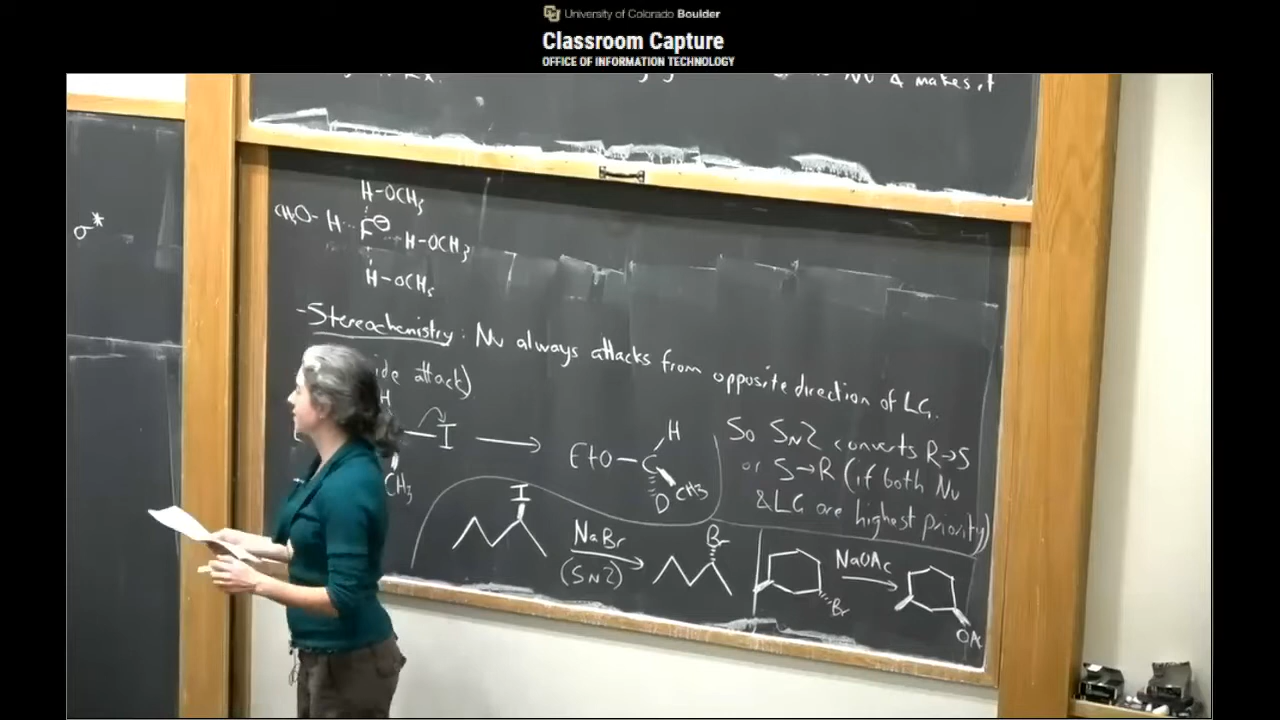 University of Colorado Boulder
Classroom Capture
OFFICE OF INFORMATION TECHNOLOGY
Nu & makes it
σ*
H-OCH₃
CH₃O-H
F⊖
H-OCH₃
H-OCH₃
-Stereochemistry: Nu always attacks from opposite direction of LG.
attack)
H
I
CH₃
EtO-C
H
D
CH₃
So SN2 converts R→S
or S→R (if both Nu
& LG are highest priority)
I
NaBr
(SN2)
Br
Br
NaOAc
OAc